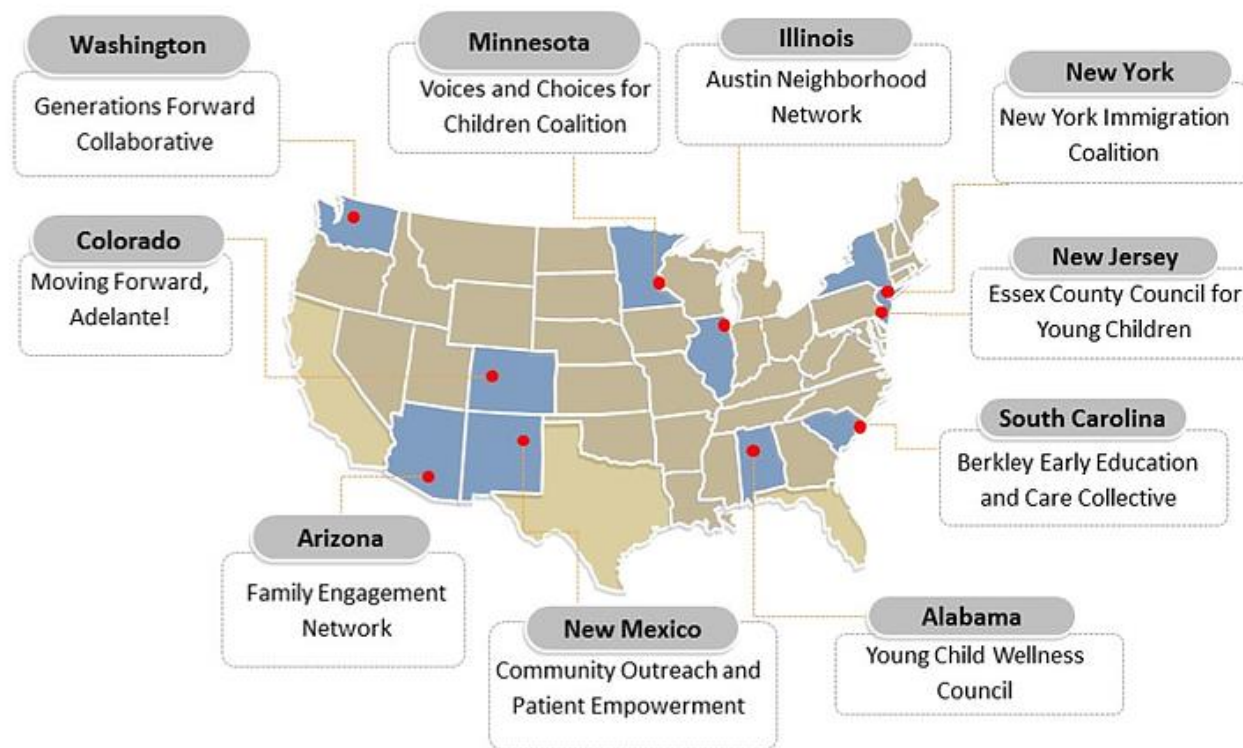 Washington
Generations Forward
Collaborative
Minnesota
Voices and Choices for
Children Coalition
Illinois
Austin Neighborhood
Network
New York
New York Immigration
Coalition
Colorado
Moving Forward,
Adelante!
New Jersey
Essex County Council for
Young Children
South Carolina
Berkley Early Education
and Care Collective
Arizona
Family Engagement
Network
New Mexico
Community Outreach and
Patient Empowerment
Alabama
Young Child Wellness
Council